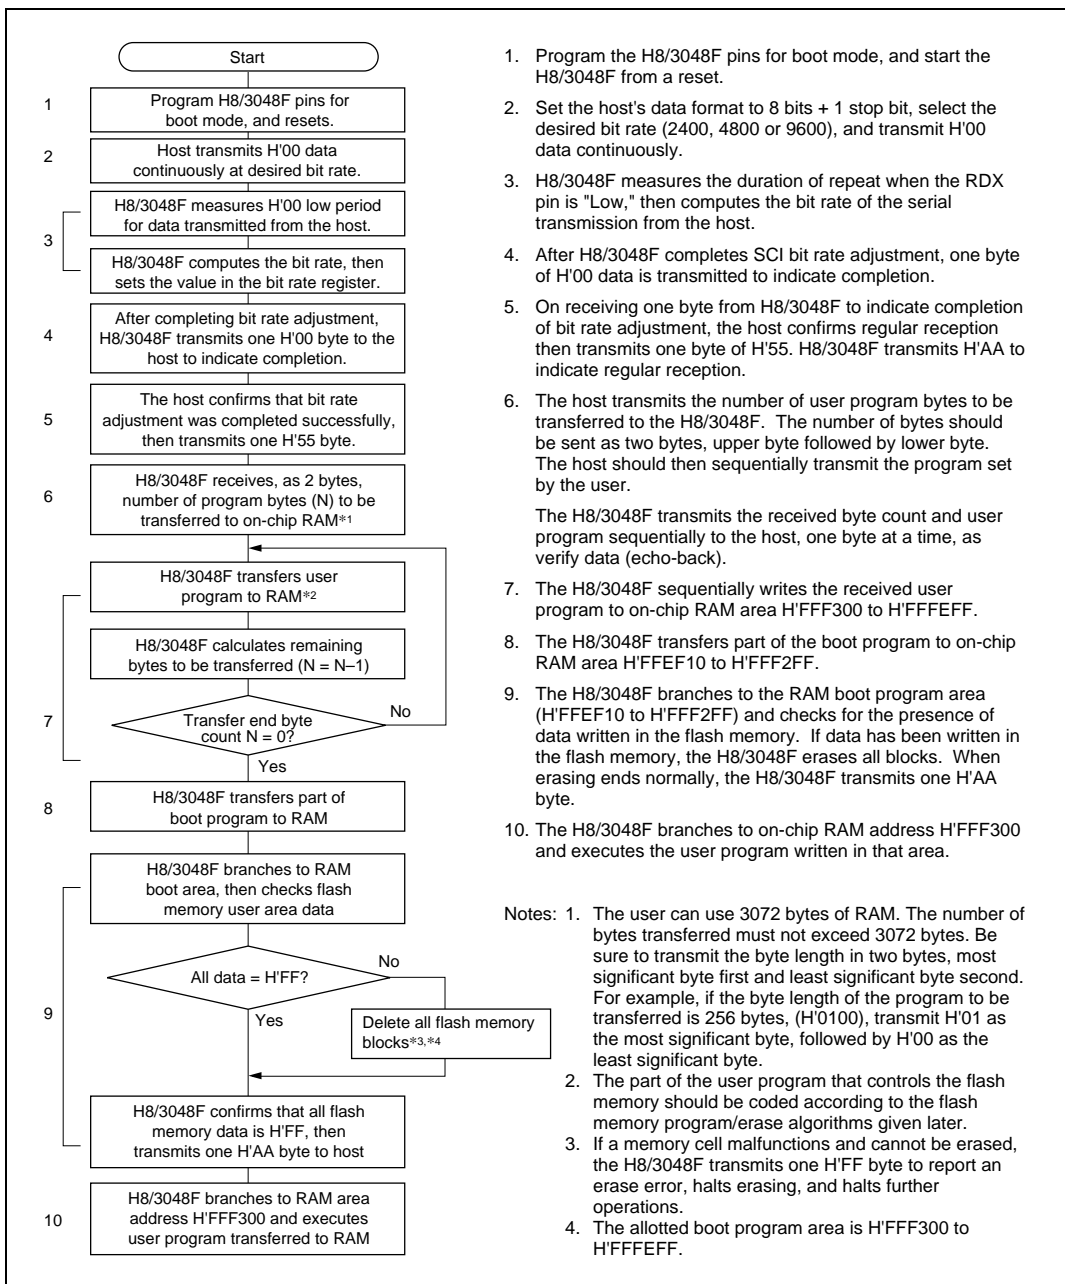 Start
1
Program H8/3048F pins for
boot mode, and resets.
2
Host transmits H'00 data
continuously at desired bit rate.
3
H8/3048F measures H'00 low period
for data transmitted from the host.
H8/3048F computes the bit rate, then
sets the value in the bit rate register.
4
After completing bit rate adjustment,
H8/3048F transmits one H'00 byte to the
host to indicate completion.
5
The host confirms that bit rate
adjustment was completed successfully,
then transmits one H'55 byte.
6
H8/3048F receives, as 2 bytes,
number of program bytes (N) to be
transferred to on-chip RAM*1
H8/3048F transfers user
program to RAM*2
H8/3048F calculates remaining
bytes to be transferred (N = N–1)
7
Transfer end byte
count N = 0?
No
Yes
8
H8/3048F transfers part of
boot program to RAM
H8/3048F branches to RAM
boot area, then checks flash
memory user area data
9
All data = H'FF?
No
Yes
Delete all flash memory
blocks*3,*4
H8/3048F confirms that all flash
memory data is H'FF, then
transmits one H'AA byte to host
10
H8/3048F branches to RAM area
address H'FFF300 and executes
user program transferred to RAM
1. Program the H8/3048F pins for boot mode, and start the
H8/3048F from a reset.
2. Set the host's data format to 8 bits + 1 stop bit, select the
desired bit rate (2400, 4800 or 9600), and transmit H'00
data continuously.
3. H8/3048F measures the duration of repeat when the RDX
pin is "Low," then computes the bit rate of the serial
transmission from the host.
4. After H8/3048F completes SCI bit rate adjustment, one byte
of H'00 data is transmitted to indicate completion.
5. On receiving one byte from H8/3048F to indicate completion
of bit rate adjustment, the host confirms regular reception
then transmits one byte of H'55. H8/3048F transmits H'AA to
indicate regular reception.
6. The host transmits the number of user program bytes to be
transferred to the H8/3048F. The number of bytes should
be sent as two bytes, upper byte followed by lower byte.
The host should then sequentially transmit the program set
by the user.
The H8/3048F transmits the received byte count and user
program sequentially to the host, one byte at a time, as
verify data (echo-back).
7. The H8/3048F sequentially writes the received user
program to on-chip RAM area H'FFF300 to H'FFFEFF.
8. The H8/3048F transfers part of the boot program to on-chip
RAM area H'FFEF10 to H'FFF2FF.
9. The H8/3048F branches to the RAM boot program area
(H'FFEF10 to H'FFF2FF) and checks for the presence of
data written in the flash memory. If data has been written in
the flash memory, the H8/3048F erases all blocks. When
erasing ends normally, the H8/3048F transmits one H'AA
byte.
10. The H8/3048F branches to on-chip RAM address H'FFF300
and executes the user program written in that area.
Notes: 1. The user can use 3072 bytes of RAM. The number of
bytes transferred must not exceed 3072 bytes. Be
sure to transmit the byte length in two bytes, most
significant byte first and least significant byte second.
For example, if the byte length of the program to be
transferred is 256 bytes, (H'0100), transmit H'01 as
the most significant byte, followed by H'00 as the
least significant byte.
2. The part of the user program that controls the flash
memory should be coded according to the flash
memory program/erase algorithms given later.
3. If a memory cell malfunctions and cannot be erased,
the H8/3048F transmits one H'FF byte to report an
erase error, halts erasing, and halts further
operations.
4. The allotted boot program area is H'FFF300 to
H'FFFEFF.